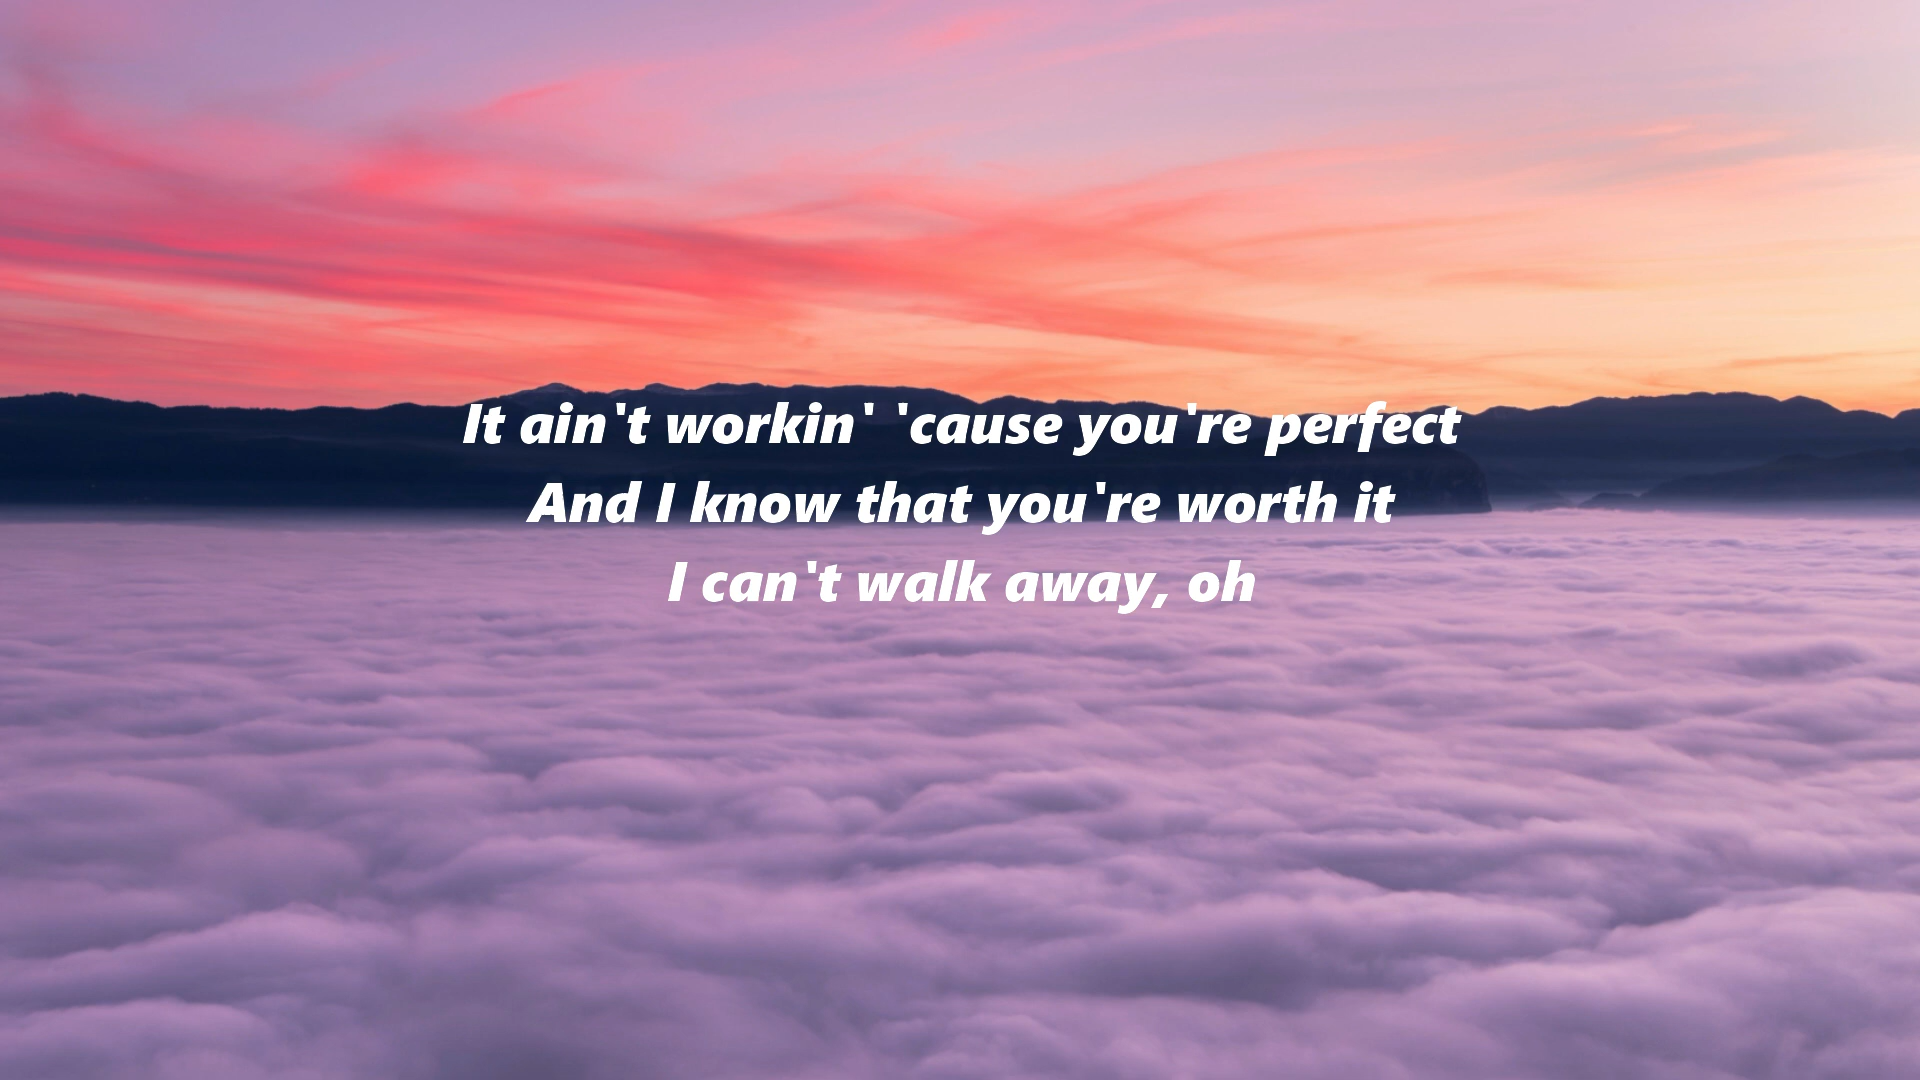 It ain't workin' 'cause you're perfect
And I know that you're worth it
I can't walk away, oh